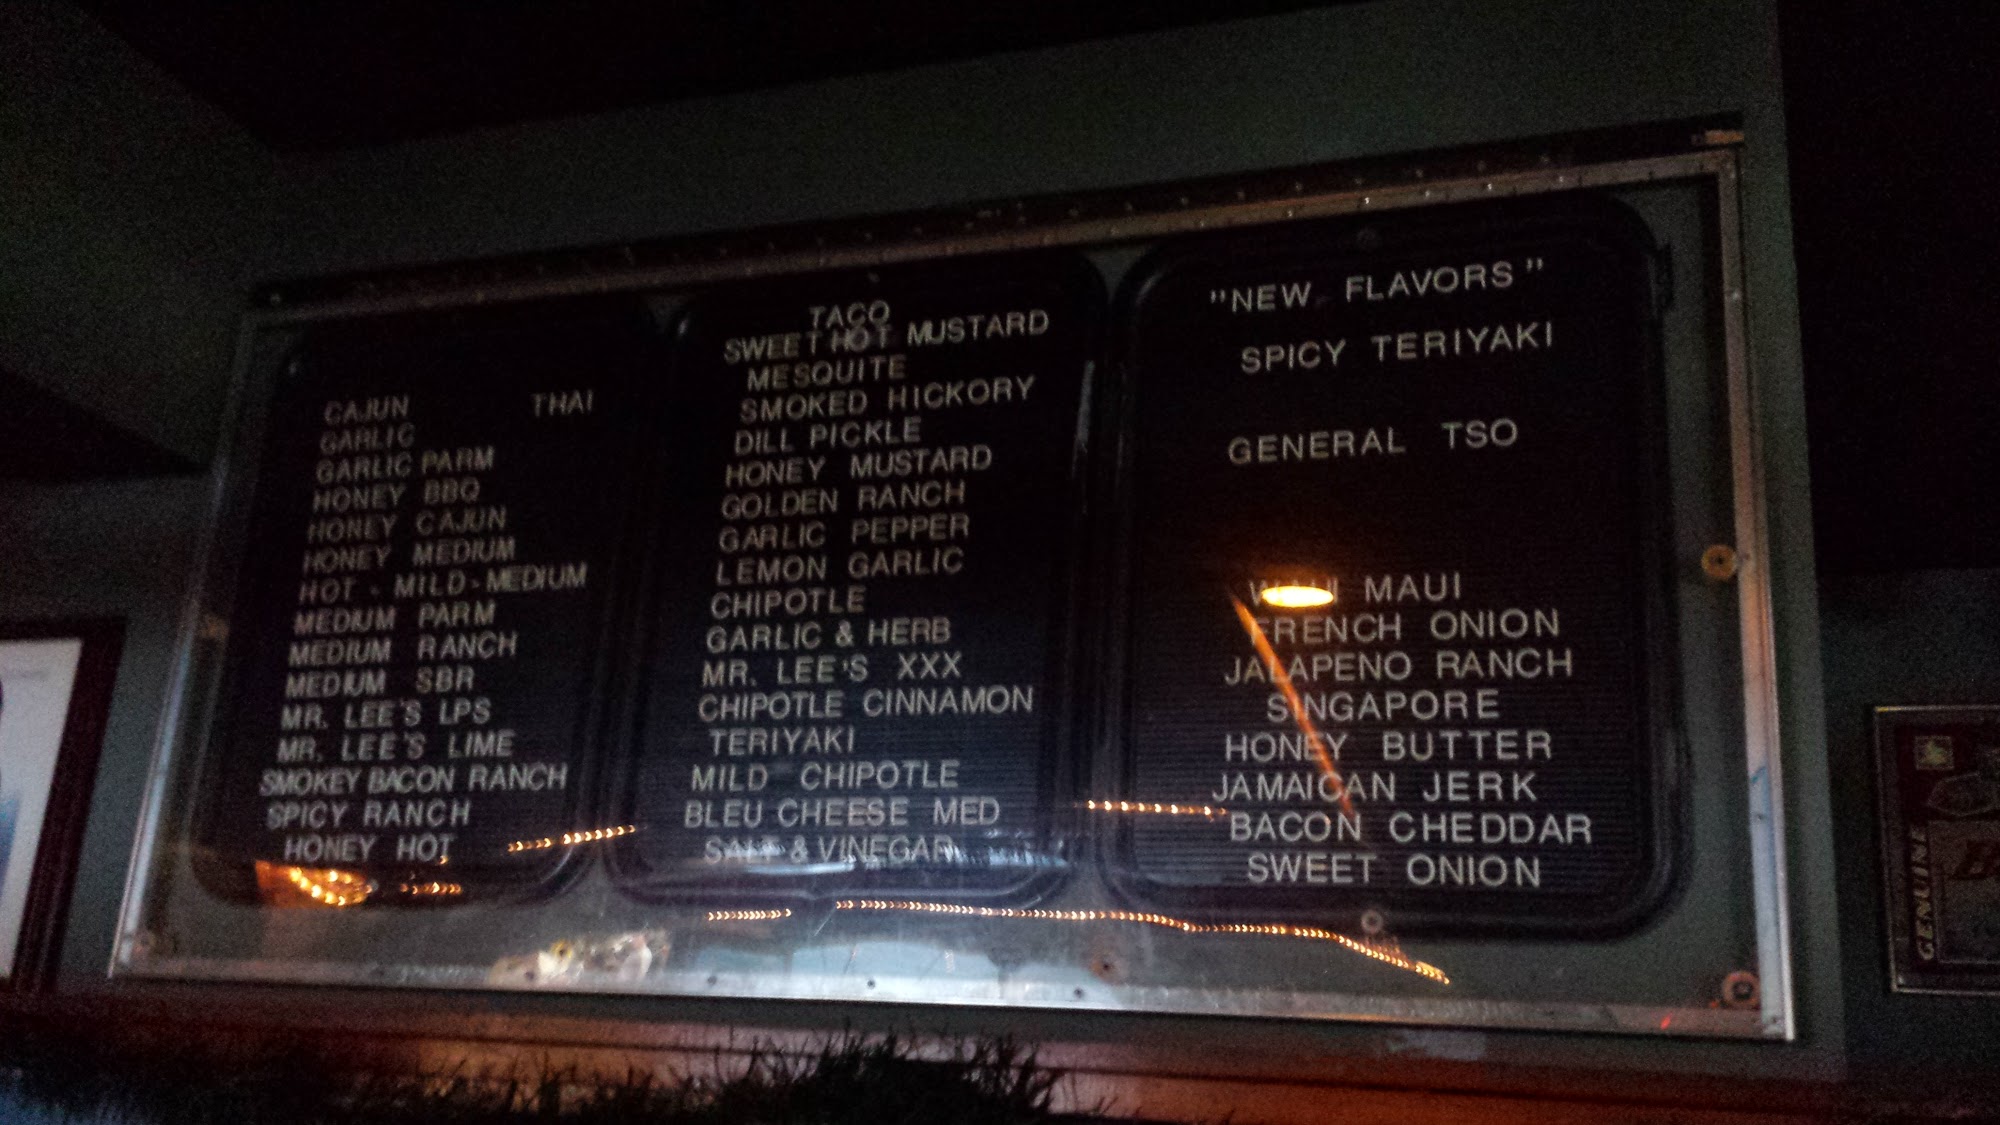 CAJUN THAI
GARLIC
GARLIC PARM
HONEY BBQ
HONEY CAJUN
HONEY MEDIUM
HOT - MILD - MEDIUM
MEDIUM PARM
MEDIUM RANCH
MEDIUM SBR
MR. LEE'S LPS
MR. LEE'S LIME
SMOKEY BACON RANCH
SPICY RANCH
HONEY HOT
TACO
SWEET HOT MUSTARD
MESQUITE
SMOKED HICKORY
DILL PICKLE
HONEY MUSTARD
GOLDEN RANCH
GARLIC PEPPER
LEMON GARLIC
CHIPOTLE
GARLIC & HERB
MR. LEE'S XXX
CHIPOTLE CINNAMON
TERIYAKI
MILD CHIPOTLE
BLEU CHEESE MED
SALT & VINEGAR
"NEW FLAVORS"
SPICY TERIYAKI
GENERAL TSO
MAUI
FRENCH ONION
JALAPENO RANCH
SINGAPORE
HONEY BUTTER
JAMAICAN JERK
BACON CHEDDAR
SWEET ONION
GENUINE